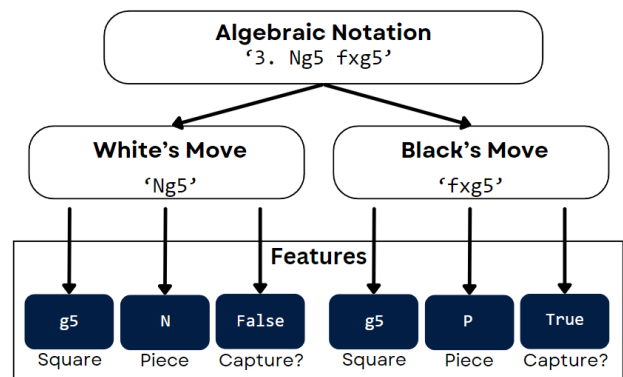 Algebraic Notation
‘3. Ng5 fxg5’
White’s Move
‘Ng5’
Black’s Move
‘fxg5’
Features
g5 N False g5 P True
Square Piece Capture? Square Piece Capture?